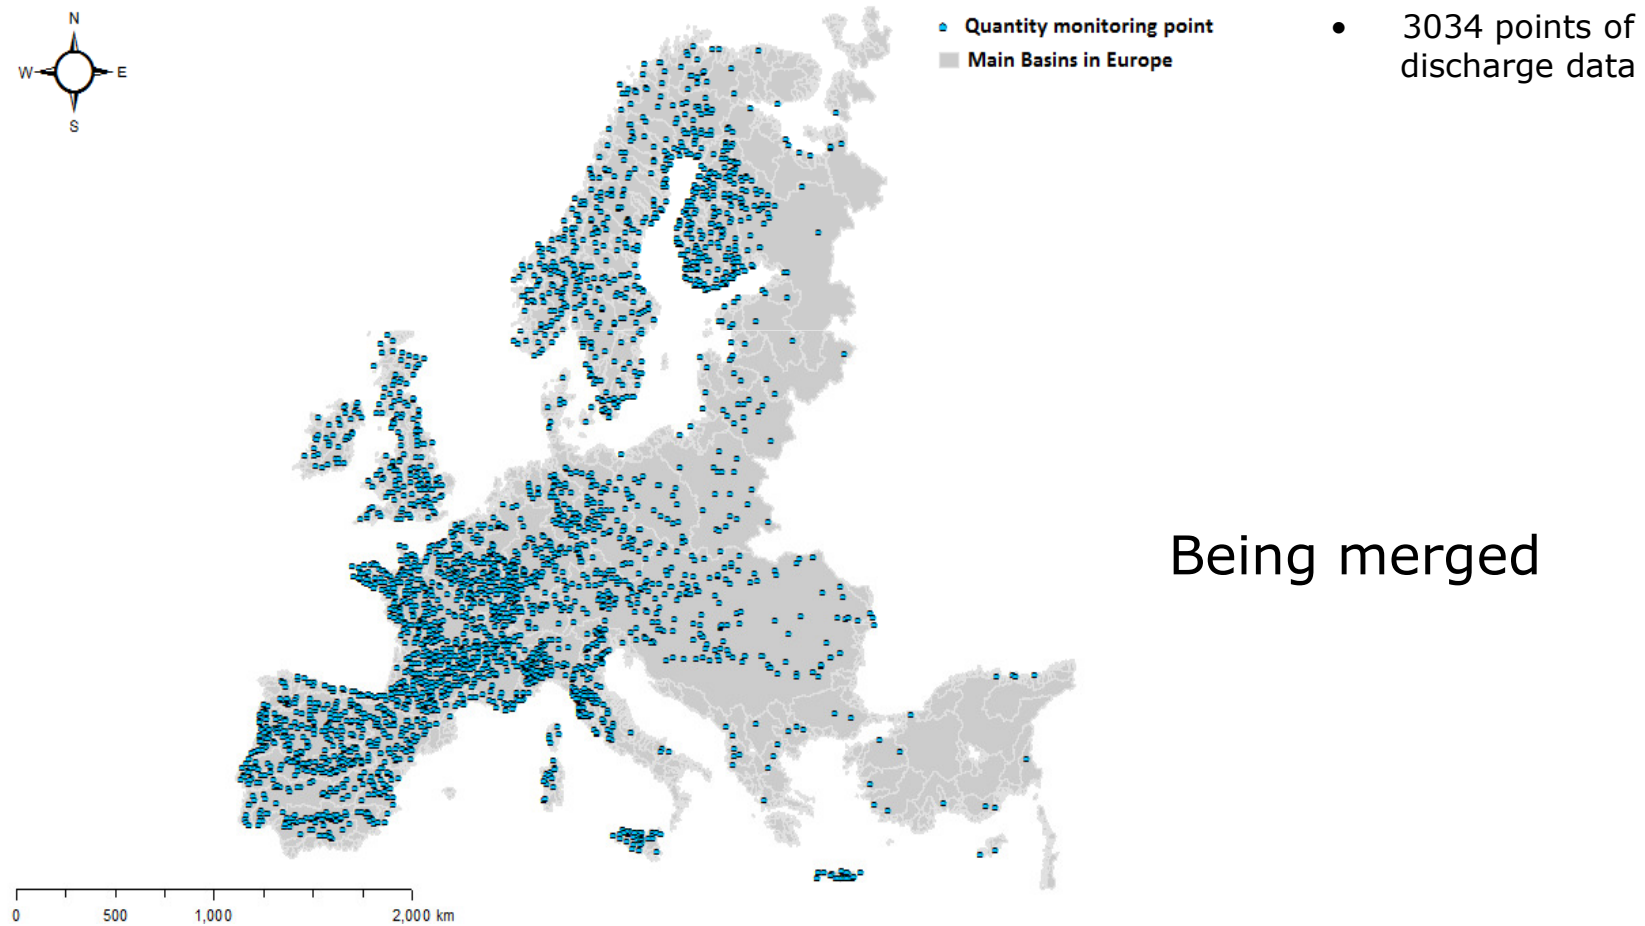 N
W E
S
Quantity monitoring point
Main Basins in Europe
• 3034 points of
discharge data
Being merged
0 500 1,000 2,000 km